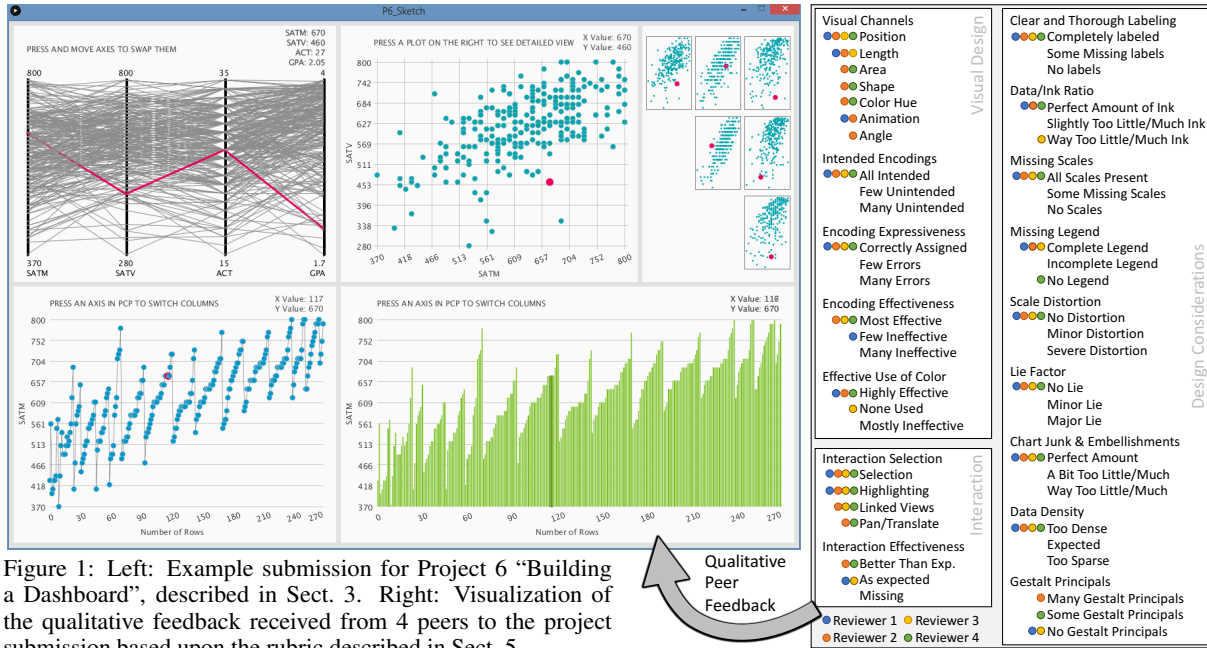 P6_Sketch
PRESS AND MOVE AXES TO SWAP THEM
SATM: 670
SATV: 460
ACT: 27
GPA: 2.05
800
800
35
4
370
280
15
1.7
SATM
SATV
ACT
GPA
PRESS A PLOT ON THE RIGHT TO SEE DETAILED VIEW
X Value: 670
Y Value: 460
800
742
684
627
569
511
453
396
338
280
SATV
370
418
466
513
561
609
657
704
752
800
SATM
PRESS AN AXIS IN PCP TO SWITCH COLUMNS
X Value: 117
Y Value: 670
800
752
704
657
609
561
513
466
418
370
SATM
0
30
60
90
120
150
180
210
240
270
Number of Rows
PRESS AN AXIS IN PCP TO SWITCH COLUMNS
Y Value: 670
800
752
704
657
609
561
513
466
418
370
SATM
0
30
60
90
120
150
180
210
240
270
Number of Rows
Visual Design
Visual Channels
Position
Length
Area
Shape
Color Hue
Animation
Angle
Intended Encodings
All Intended
Few Unintended
Many Unintended
Encoding Expressiveness
Correctly Assigned
Few Errors
Many Errors
Encoding Effectiveness
Most Effective
Few Ineffective
Many Ineffective
Effective Use of Color
Highly Effective
None Used
Mostly Ineffective
Interaction
Interaction Selection
Selection
Highlighting
Linked Views
Pan/Translate
Interaction Effectiveness
Better Than Exp.
As expected
Missing
Reviewer 1
Reviewer 3
Reviewer 2
Reviewer 4
Design Considerations
Clear and Thorough Labeling
Completely labeled
Some Missing labels
No labels
Data/Ink Ratio
Perfect Amount of Ink
Slightly Too Little/Much Ink
Way Too Little/Much Ink
Missing Scales
All Scales Present
Some Missing Scales
No Scales
Missing Legend
Complete Legend
Incomplete Legend
No Legend
Scale Distortion
No Distortion
Minor Distortion
Severe Distortion
Lie Factor
No Lie
Minor Lie
Major Lie
Chart Junk & Embellishments
Perfect Amount
A Bit Too Little/Much
Way Too Little/Much
Data Density
Too Dense
Expected
Too Sparse
Gestalt Principals
Many Gestalt Principals
Some Gestalt Principals
No Gestalt Principals
Qualitative
Peer
Feedback
Figure 1: Left: Example submission for Project 6 “Building
a Dashboard”, described in Sect. 3. Right: Visualization of
the qualitative feedback received from 4 peers to the project
submission based upon the rubric described in Sect. 5.